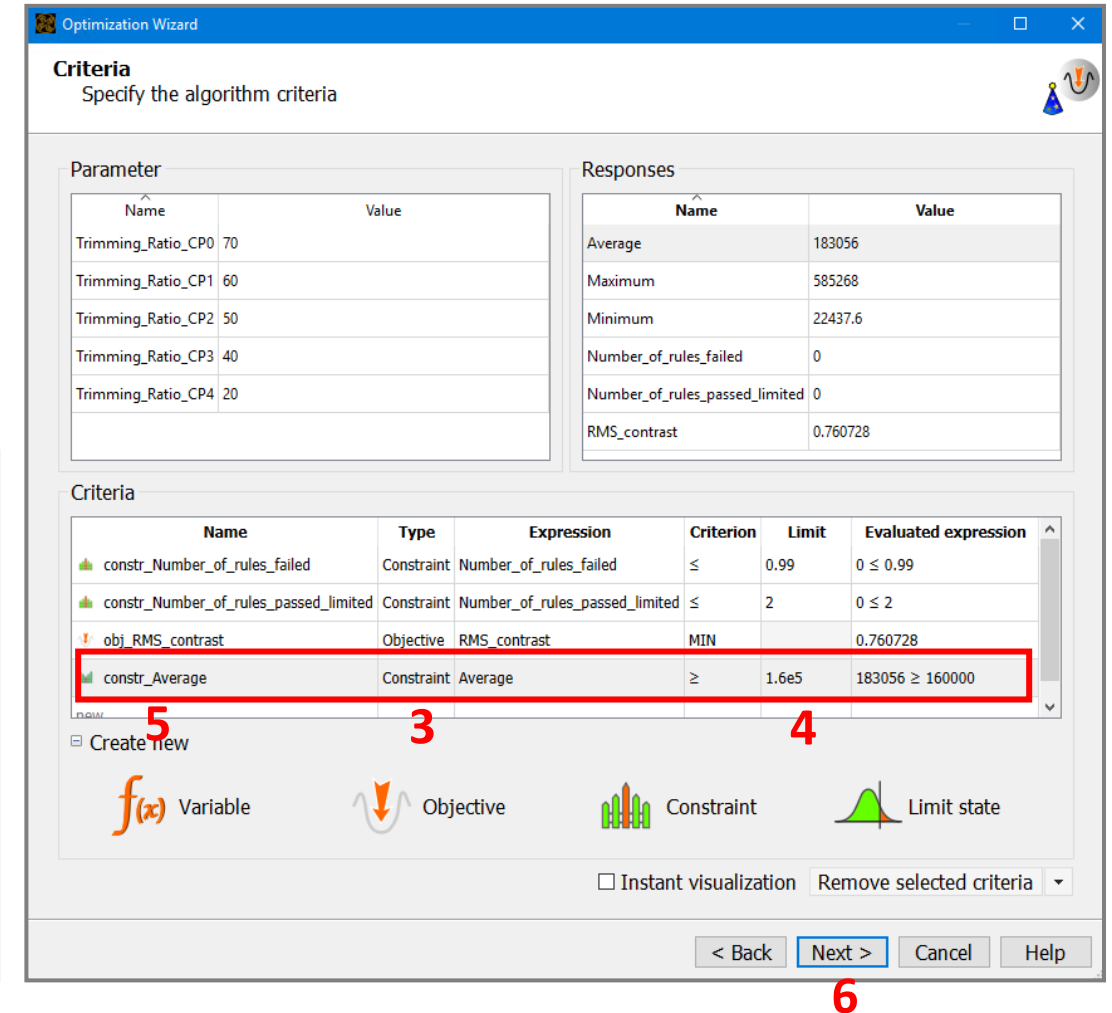 Optimization Wizard
Criteria
Specify the algorithm criteria
Parameter
Name Value
Trimming_Ratio_CP0 70
Trimming_Ratio_CP1 60
Trimming_Ratio_CP2 50
Trimming_Ratio_CP3 40
Trimming_Ratio_CP4 20
Responses
Name Value
Average 183056
Maximum 585268
Minimum 22437.6
Number_of_rules_failed 0
Number_of_rules_passed_limited 0
RMS_contrast 0.760728
Criteria
Name Type Expression Criterion Limit Evaluated expression
constr_Number_of_rules_failed Constraint Number_of_rules_failed ≤ 0.99 0 ≤ 0.99
constr_Number_of_rules_passed_limited Constraint Number_of_rules_passed_limited ≤ 2 0 ≤ 2
obj_RMS_contrast Objective RMS_contrast MIN 0.760728
constr_Average Constraint Average ≥ 1.6e5 183056 ≥ 160000
new
5 3 4
Create new
f(x) Variable Objective Constraint Limit state
Instant visualization Remove selected criteria
< Back Next > Cancel Help
6